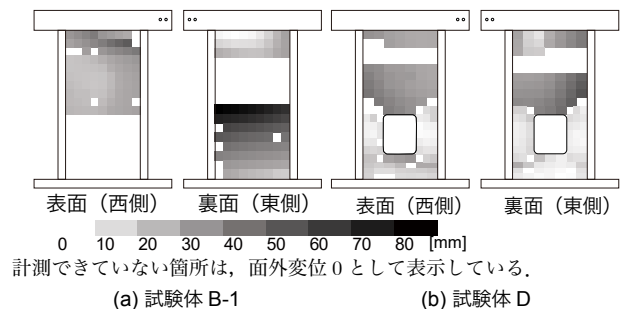 表面（西側） 裏面（東側） 表面（西側） 裏面（東側）
0 10 20 30 40 50 60 70 80 [mm]
計測できていない箇所は，面外変位 0 として表示している．
(a) 試験体 B-1 (b) 試験体 D